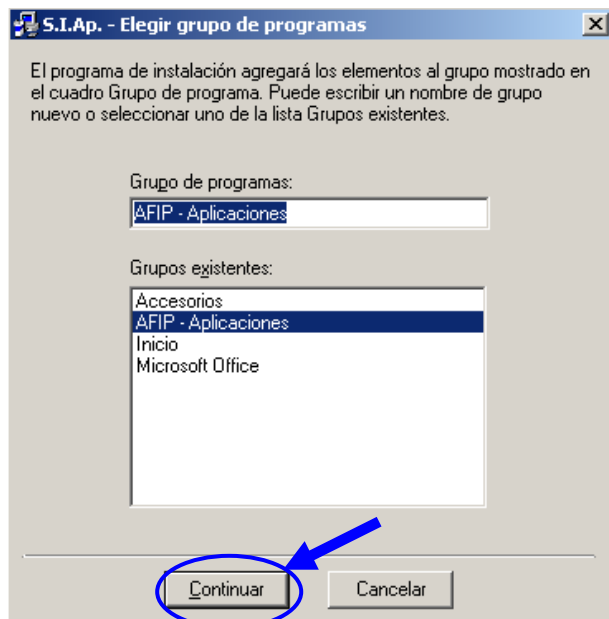 S.I.Ap. - Elegir grupo de programas
El programa de instalación agregará los elementos al grupo mostrado en
el cuadro Grupo de programa. Puede escribir un nombre de grupo
nuevo o seleccionar uno de la lista Grupos existentes.
Grupo de programas:
AFIP - Aplicaciones
Grupos existentes:
Accesorios
AFIP - Aplicaciones
Inicio
Microsoft Office
Continuar
Cancelar